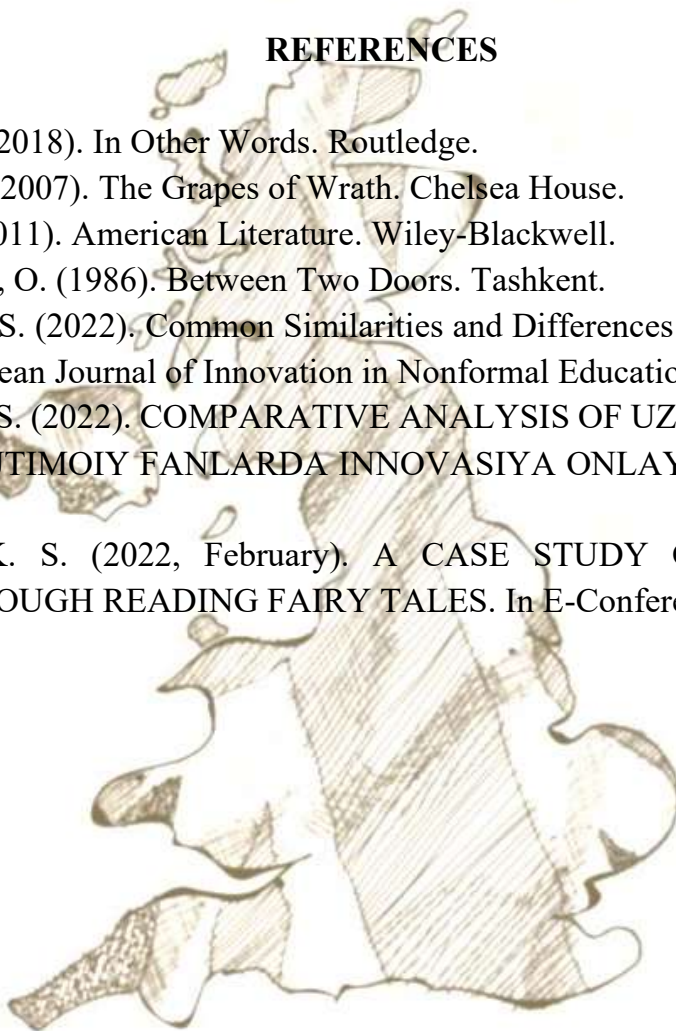 REFERENCES
2018). In Other Words. Routledge.
2007). The Grapes of Wrath. Chelsea House.
011). American Literature. Wiley-Blackwell.
, O. (1986). Between Two Doors. Tashkent.
S. (2022). Common Similarities and Differences
ean Journal of Innovation in Nonformal Educatio
S. (2022). COMPARATIVE ANALYSIS OF UZ
JTIMOIY FANLARDA INNOVASIYA ONLAY
K. S. (2022, February). A CASE STUDY
OUGH READING FAIRY TALES. In E-Confere